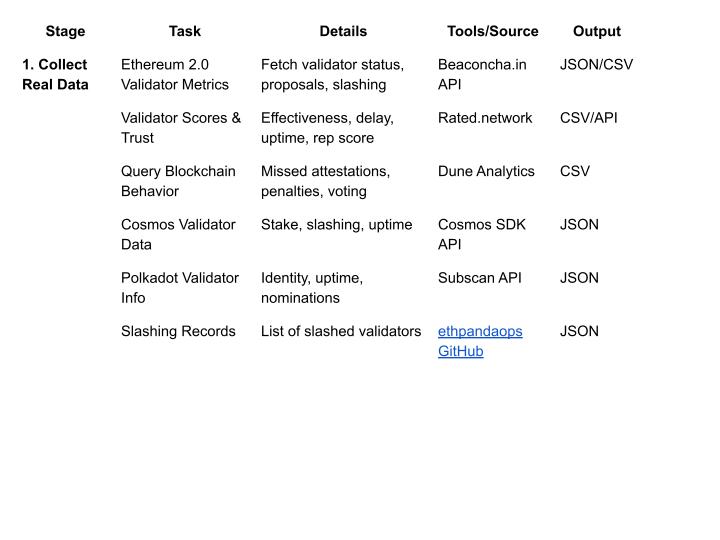 Stage Task Details Tools/Source Output
1. Collect Real Data Ethereum 2.0 Validator Metrics Fetch validator status, proposals, slashing Beaconcha.in API JSON/CSV
Validator Scores & Trust Effectiveness, delay, uptime, rep score Rated.network CSV/API
Query Blockchain Behavior Missed attestations, penalties, voting Dune Analytics CSV
Cosmos Validator Data Stake, slashing, uptime Cosmos SDK API JSON
Polkadot Validator Info Identity, uptime, nominations Subscan API JSON
Slashing Records List of slashed validators ethpandaops GitHub JSON